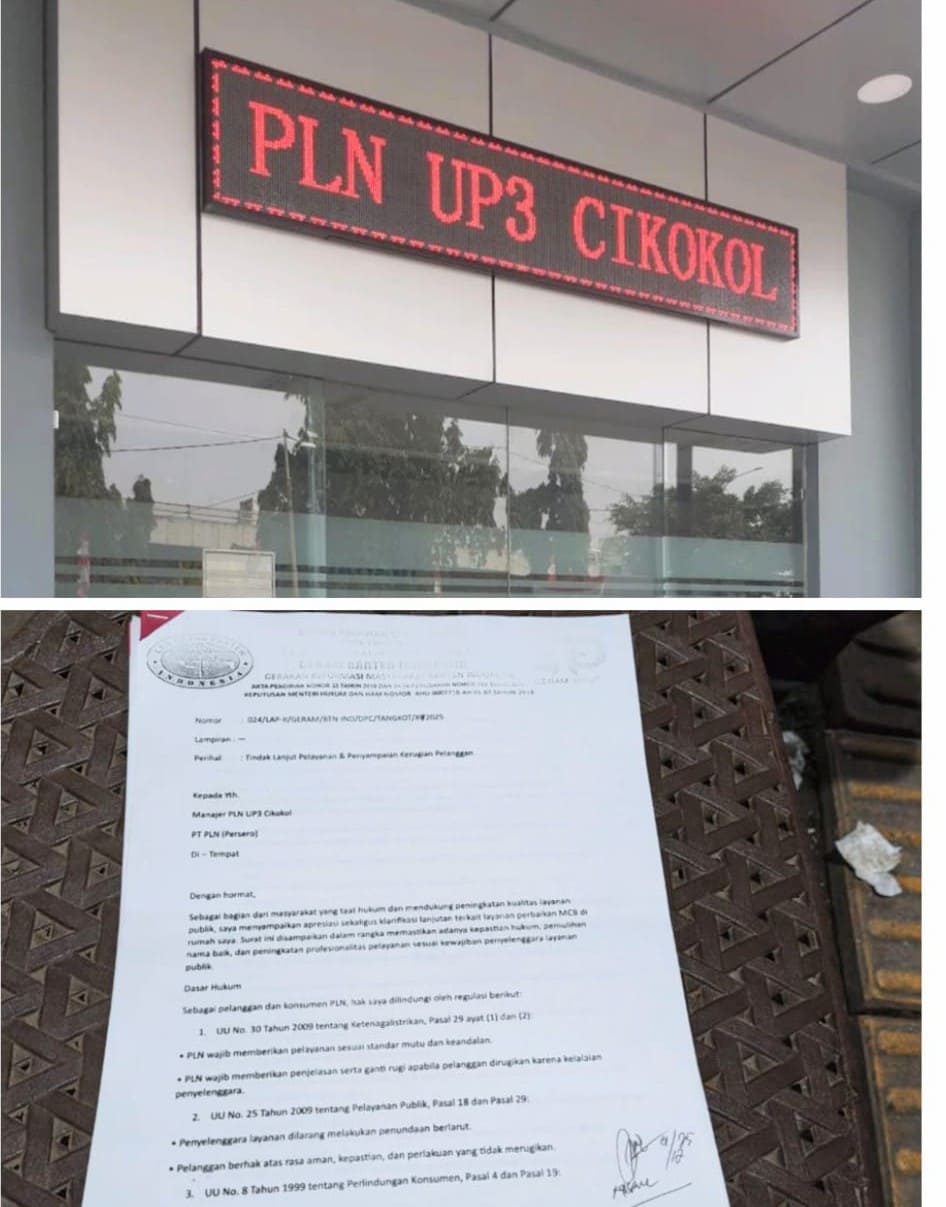 PLN UP3 CIKOKOL
INDONESIA
GERAKAN INFORMASI MASYARAKAT BANTEN INDONESIA
KEPUTUSAN MENTERI HUKUM DAN HAM NOMOR
Nomor : 024/LAP-II/GERAM/BTN-IND/DPC/TANGKOT/
Lampiran : —
Perihal : Tindak Lanjut Pelayanan & Penyampaian Kerugian Pelanggan
Kepada Yth.
Manajer PLN UP3 Cikokol
PT PLN (Persero)
Di – Tempat
Dengan hormat,
Sebagai bagian dari masyarakat yang taat hukum dan mendukung peningkatan kualitas layanan
publik, saya menyampaikan apresiasi sekaligus klarifikasi lanjutan terkait layanan perbaikan MCB di
rumah saya. Surat ini disampaikan dalam rangka memastikan adanya kepastian hukum, pemulihan
nama baik, dan peningkatan profesionalitas pelayanan sesuai kewajiban penyelenggara layanan
publik.
Dasar Hukum
Sebagai pelanggan dan konsumen PLN, hak saya dilindungi oleh regulasi berikut:
1. UU No. 30 Tahun 2009 tentang Ketenagalistrikan, Pasal 29 ayat (1) dan (2):
• PLN wajib memberikan pelayanan sesuai standar mutu dan keandalan.
• PLN wajib memberikan penjelasan serta ganti rugi apabila pelanggan dirugikan karena kelalaian
penyelenggara.
2. UU No. 25 Tahun 2009 tentang Pelayanan Publik, Pasal 18 dan Pasal 29:
• Penyelenggara layanan dilarang melakukan penundaan berlarut.
• Pelanggan berhak atas rasa aman, kepastian, dan perlakuan yang tidak merugikan.
3. UU No. 8 Tahun 1999 tentang Perlindungan Konsumen, Pasal 4 dan Pasal 19: